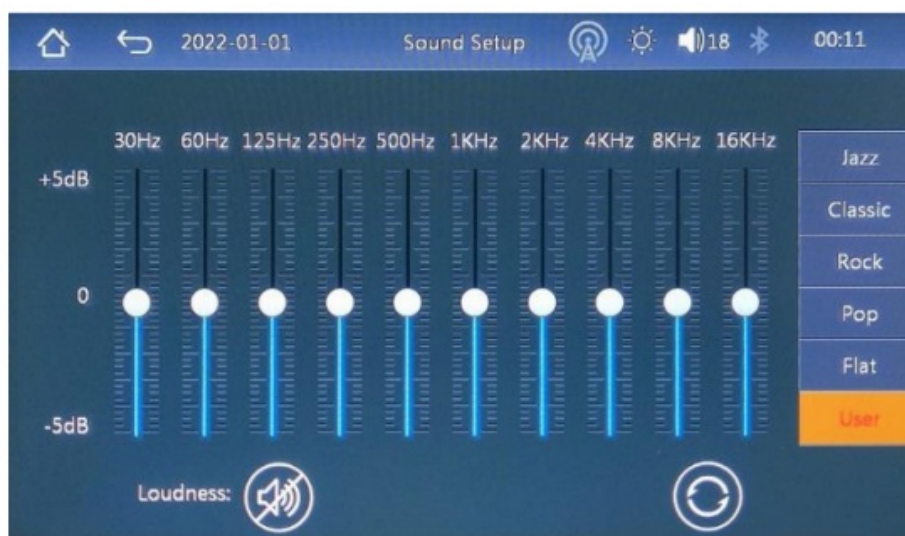 2022-01-01 Sound Setup 18 00:11
30Hz 60Hz 125Hz 250Hz 500Hz 1KHz 2KHz 4KHz 8KHz 16KHz
+5dB
0
-5dB
Jazz
Classic
Rock
Pop
Flat
User
Loudness: